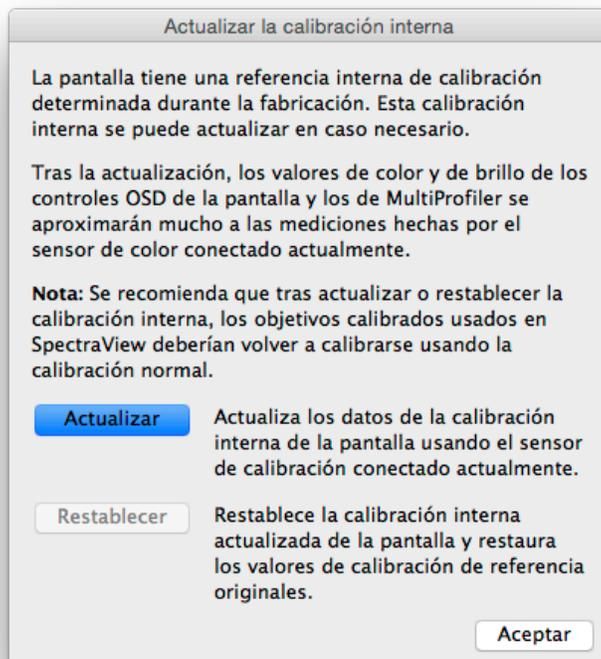 Actualizar la calibración interna
La pantalla tiene una referencia interna de calibración
determinada durante la fabricación. Esta calibración
interna se puede actualizar en caso necesario.
Tras la actualización, los valores de color y de brillo de los
controles OSD de la pantalla y los de MultiProfiler se
aproximarán mucho a las mediciones hechas por el
sensor de color conectado actualmente.
Nota: Se recomienda que tras actualizar o restablecer la
calibración interna, los objetivos calibrados usados en
SpectraView deberían volver a calibrarse usando la
calibración normal.
Actualizar
Actualiza los datos de la calibración
interna de la pantalla usando el sensor
de calibración conectado actualmente.
Restablecer
Restablece la calibración interna
actualizada de la pantalla y restaura
los valores de calibración de referencia
originales.
Aceptar